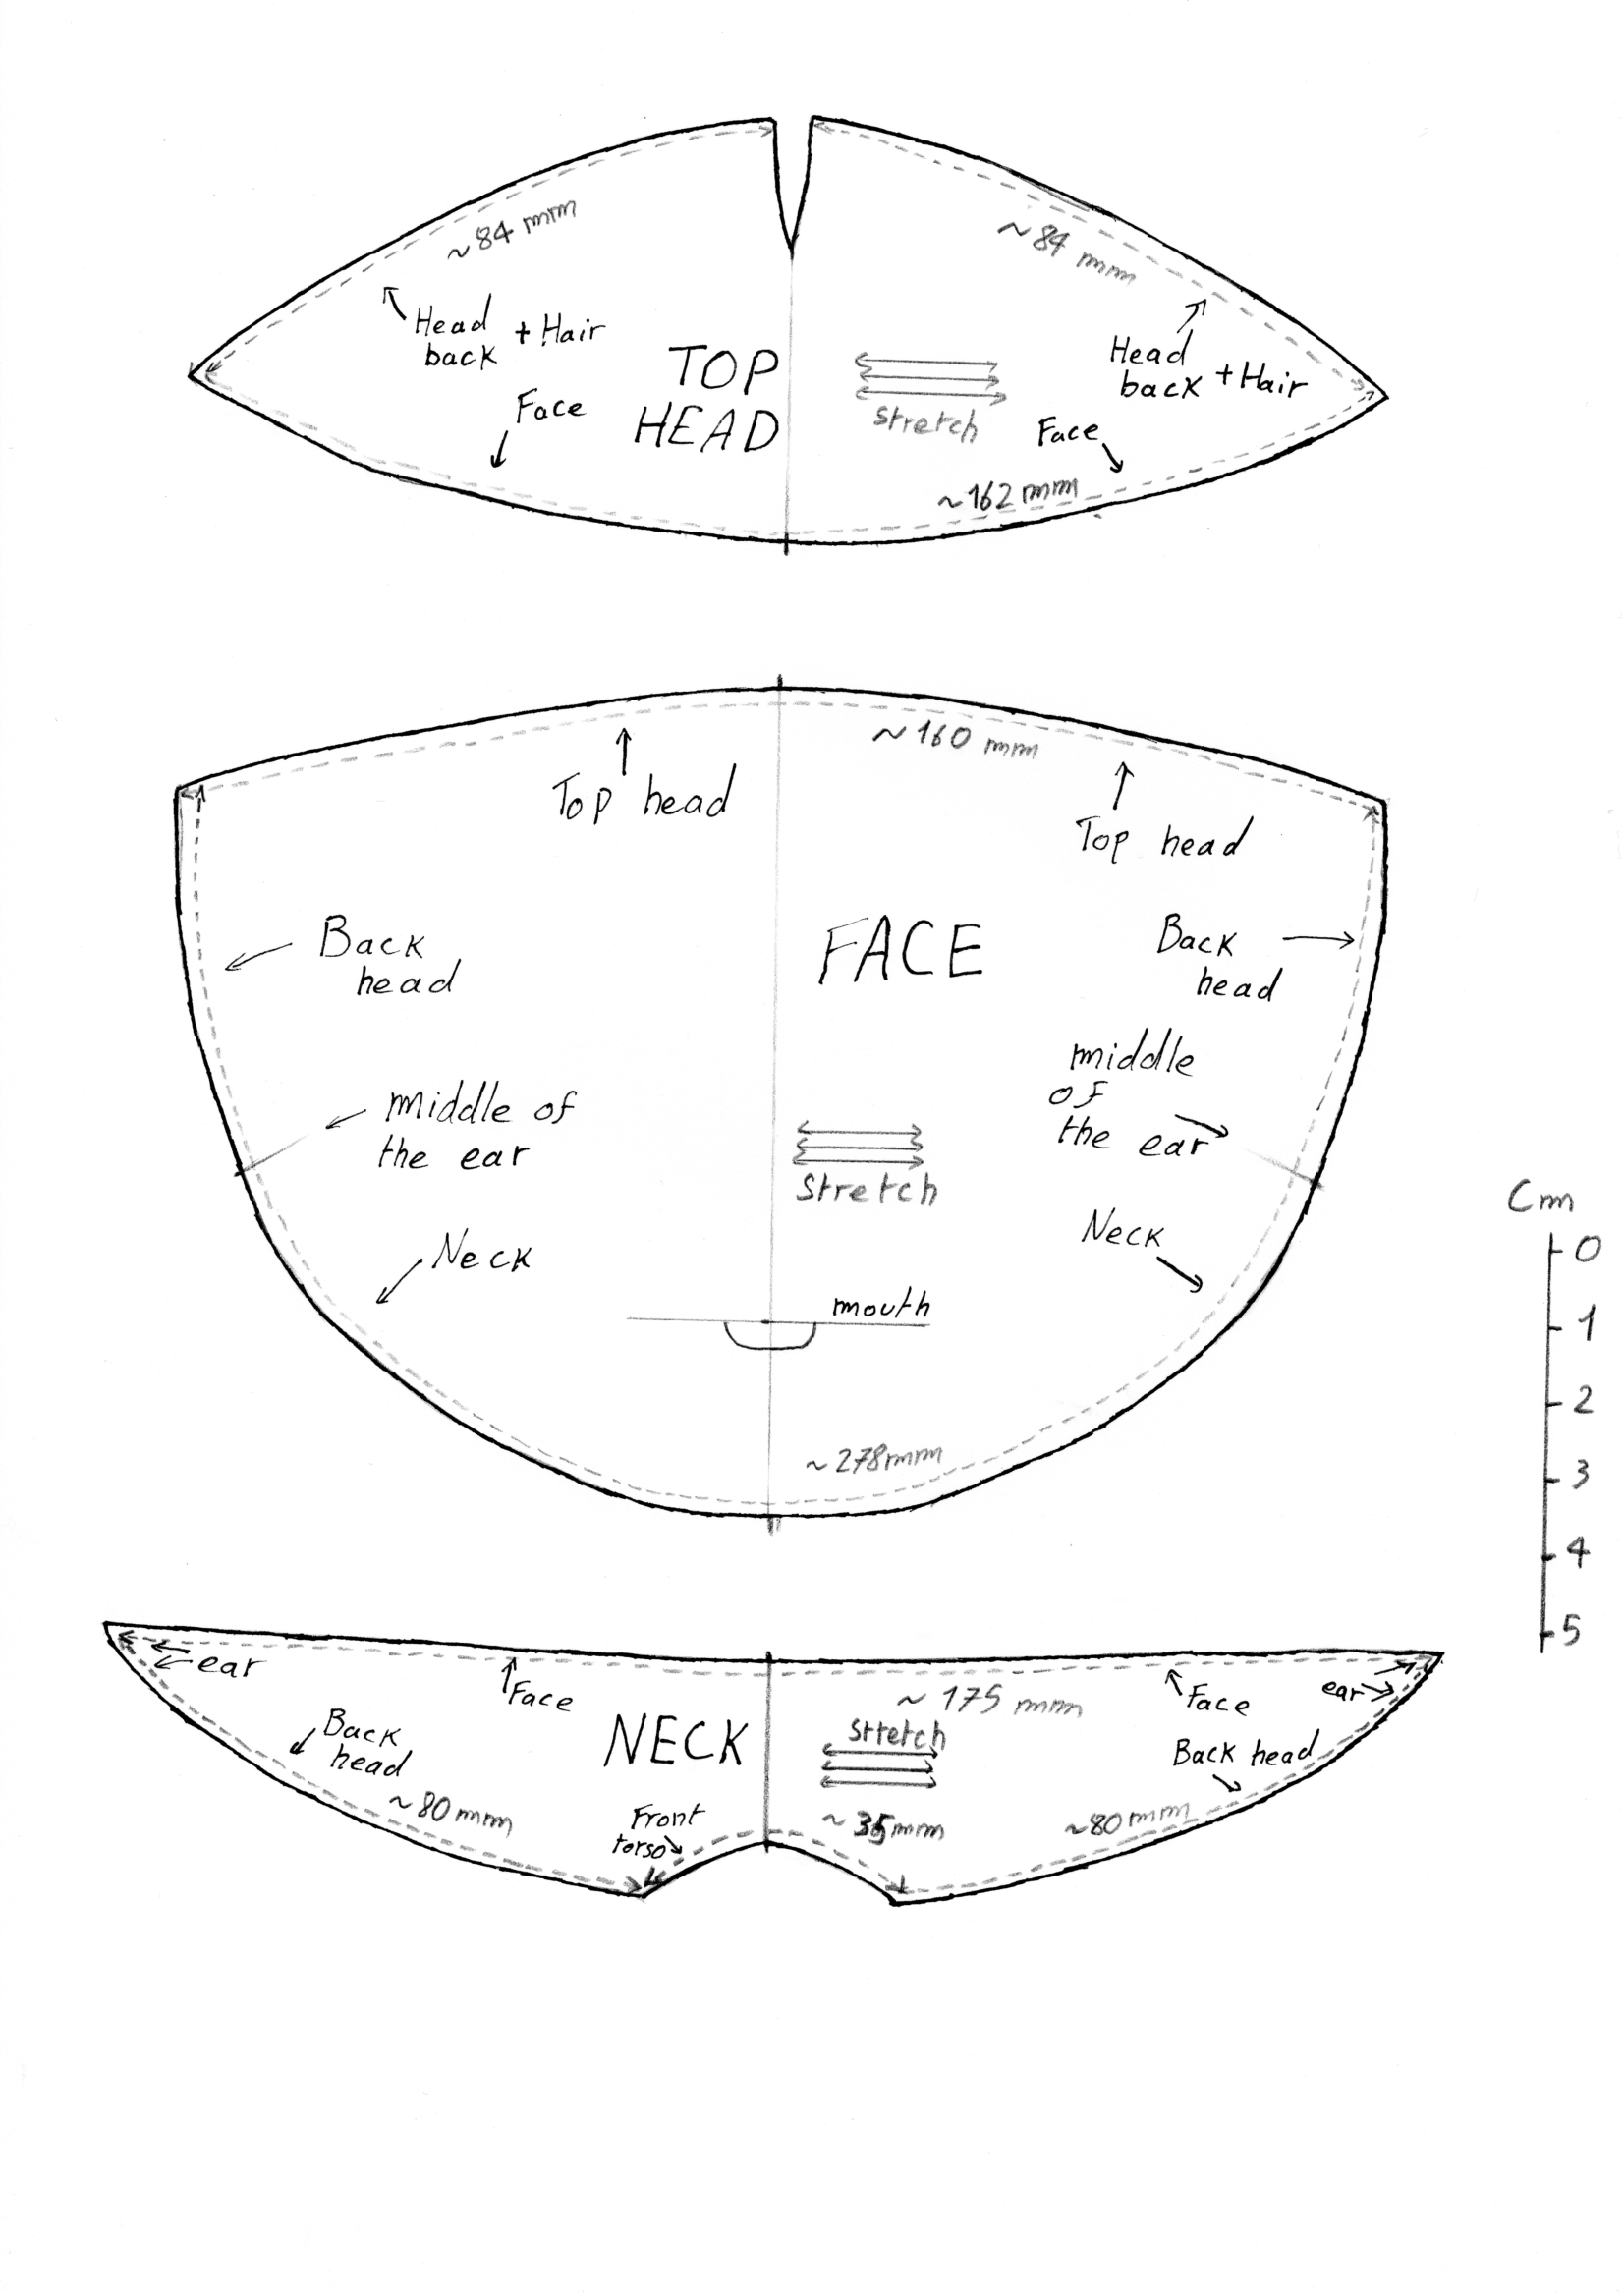 ~84 mm
~84 mm
Head
back + Hair
Face
TOP
HEAD
Stretch
Head
back + Hair
Face
~162 mm
~160 mm
Top head
Top head
Back
head
FACE
Back
head
middle of
the ear
middle
of
the ear
Stretch
Neck
Neck
mouth
~278mm
Cm
0
1
2
3
4
5
ear
Face
Back
head
~80 mm
NECK
~175 mm
Stretch
Front
torso
~35mm
Face
ear
Back head
~80 mm